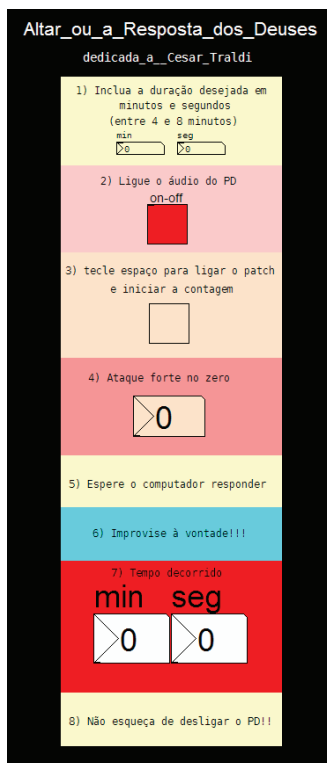 Altar_ou_a_Resposta_dos_Deuses
dedicada_a__Cesar_Traldi
1) Inclua a duração desejada em
minutos e segundos
(entre 4 e 8 minutos)
min seg
0 0
2) Ligue o áudio do PD
on-off
3) tecle espaço para ligar o patch
e iniciar a contagem
4) Ataque forte no zero
0
5) Espere o computador responder
6) Improvise à vontade!!!
7) Tempo decorrido
min seg
0 0
8) Não esqueça de desligar o PD!!